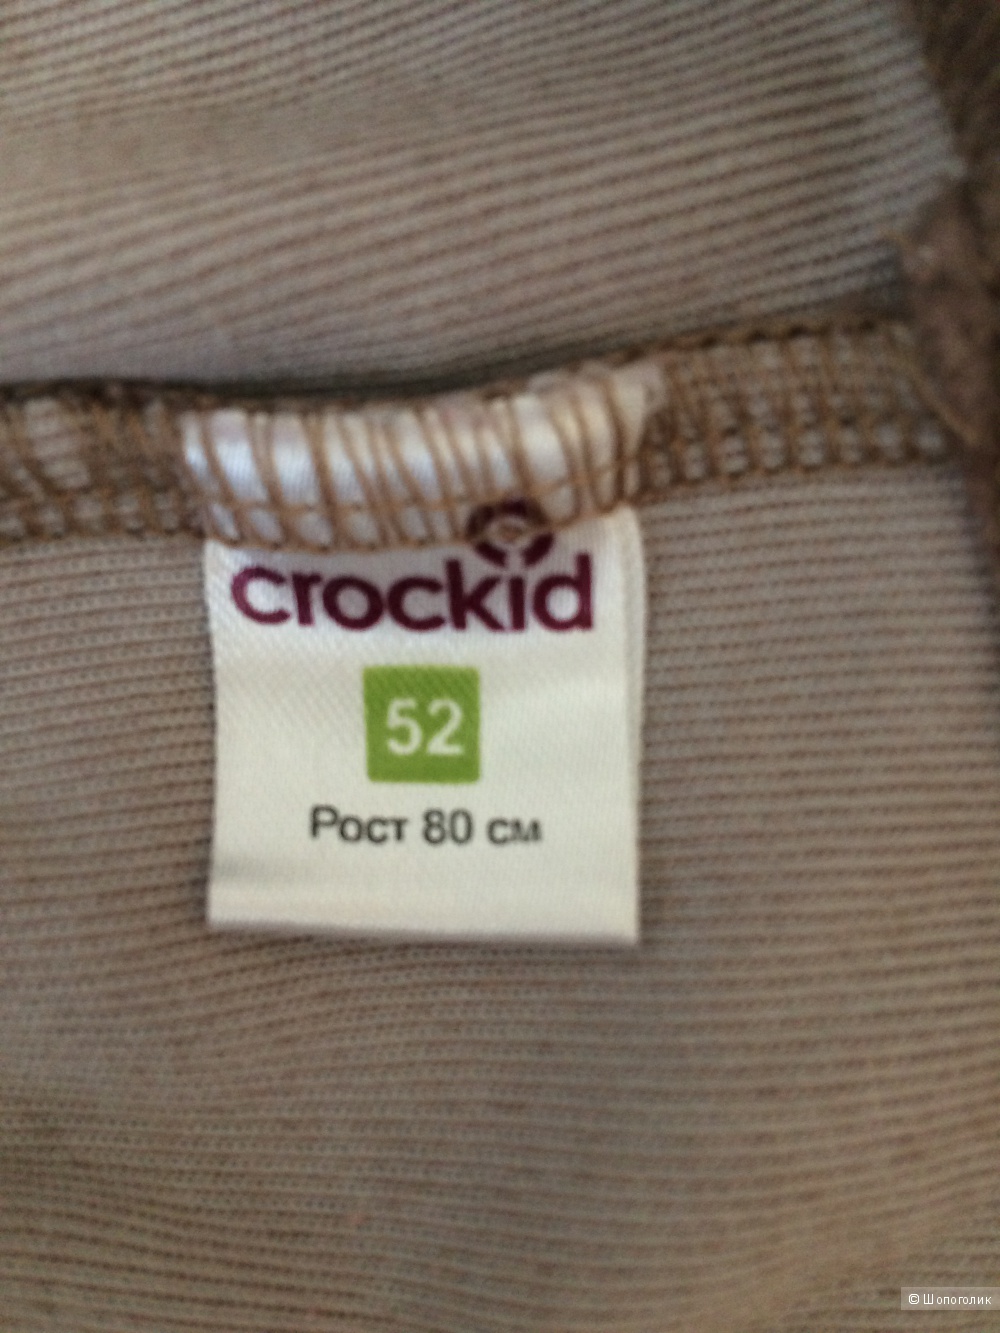 crockid
52
Рост 80 см
© Шопоголик